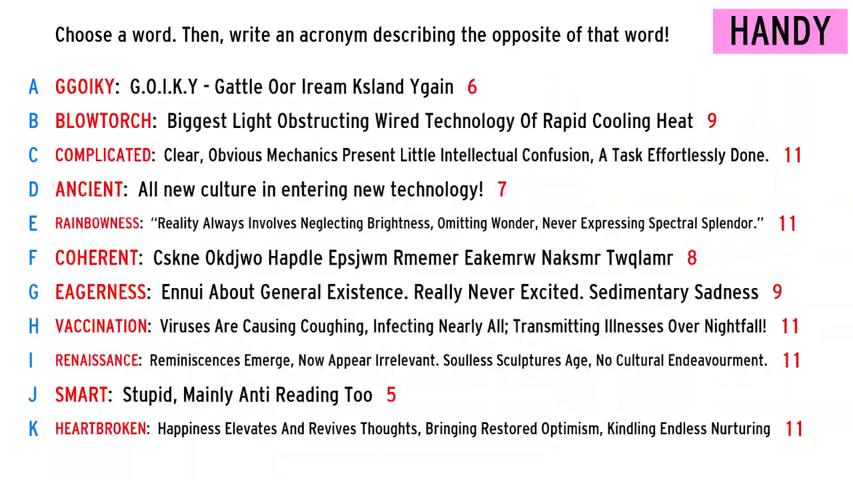 Choose a word. Then, write an acronym describing the opposite of that word!
HANDY
A GGOIKY: G.O.I.K.Y - Gattle Oor Iream Ksland Ygain 6
B BLOWTORCH: Biggest Light Obstructing Wired Technology Of Rapid Cooling Heat 9
C COMPLICATED: Clear, Obvious Mechanics Present Little Intellectual Confusion, A Task Effortlessly Done. 11
D ANCIENT: All new culture in entering new technology! 7
E RAINBOWNESS: “Reality Always Involves Neglecting Brightness, Omitting Wonder, Never Expressing Spectral Splendor.” 11
F COHERENT: Cskne Okdjwo Hapdle Epsjwm Rmemer Eakemrw Naksmr Twqlamr 8
G EAGERNESS: Ennui About General Existence. Really Never Excited. Sedimentary Sadness 9
H VACCINATION: Viruses Are Causing Coughing, Infecting Nearly All; Transmitting Illnesses Over Nightfall! 11
I RENAISSANCE: Reminiscences Emerge, Now Appear Irrelevant. Soulless Sculptures Age, No Cultural Endeavourment. 11
J SMART: Stupid, Mainly Anti Reading Too 5
K HEARTBROKEN: Happiness Elevates And Revives Thoughts, Bringing Restored Optimism, Kindling Endless Nurturing 11